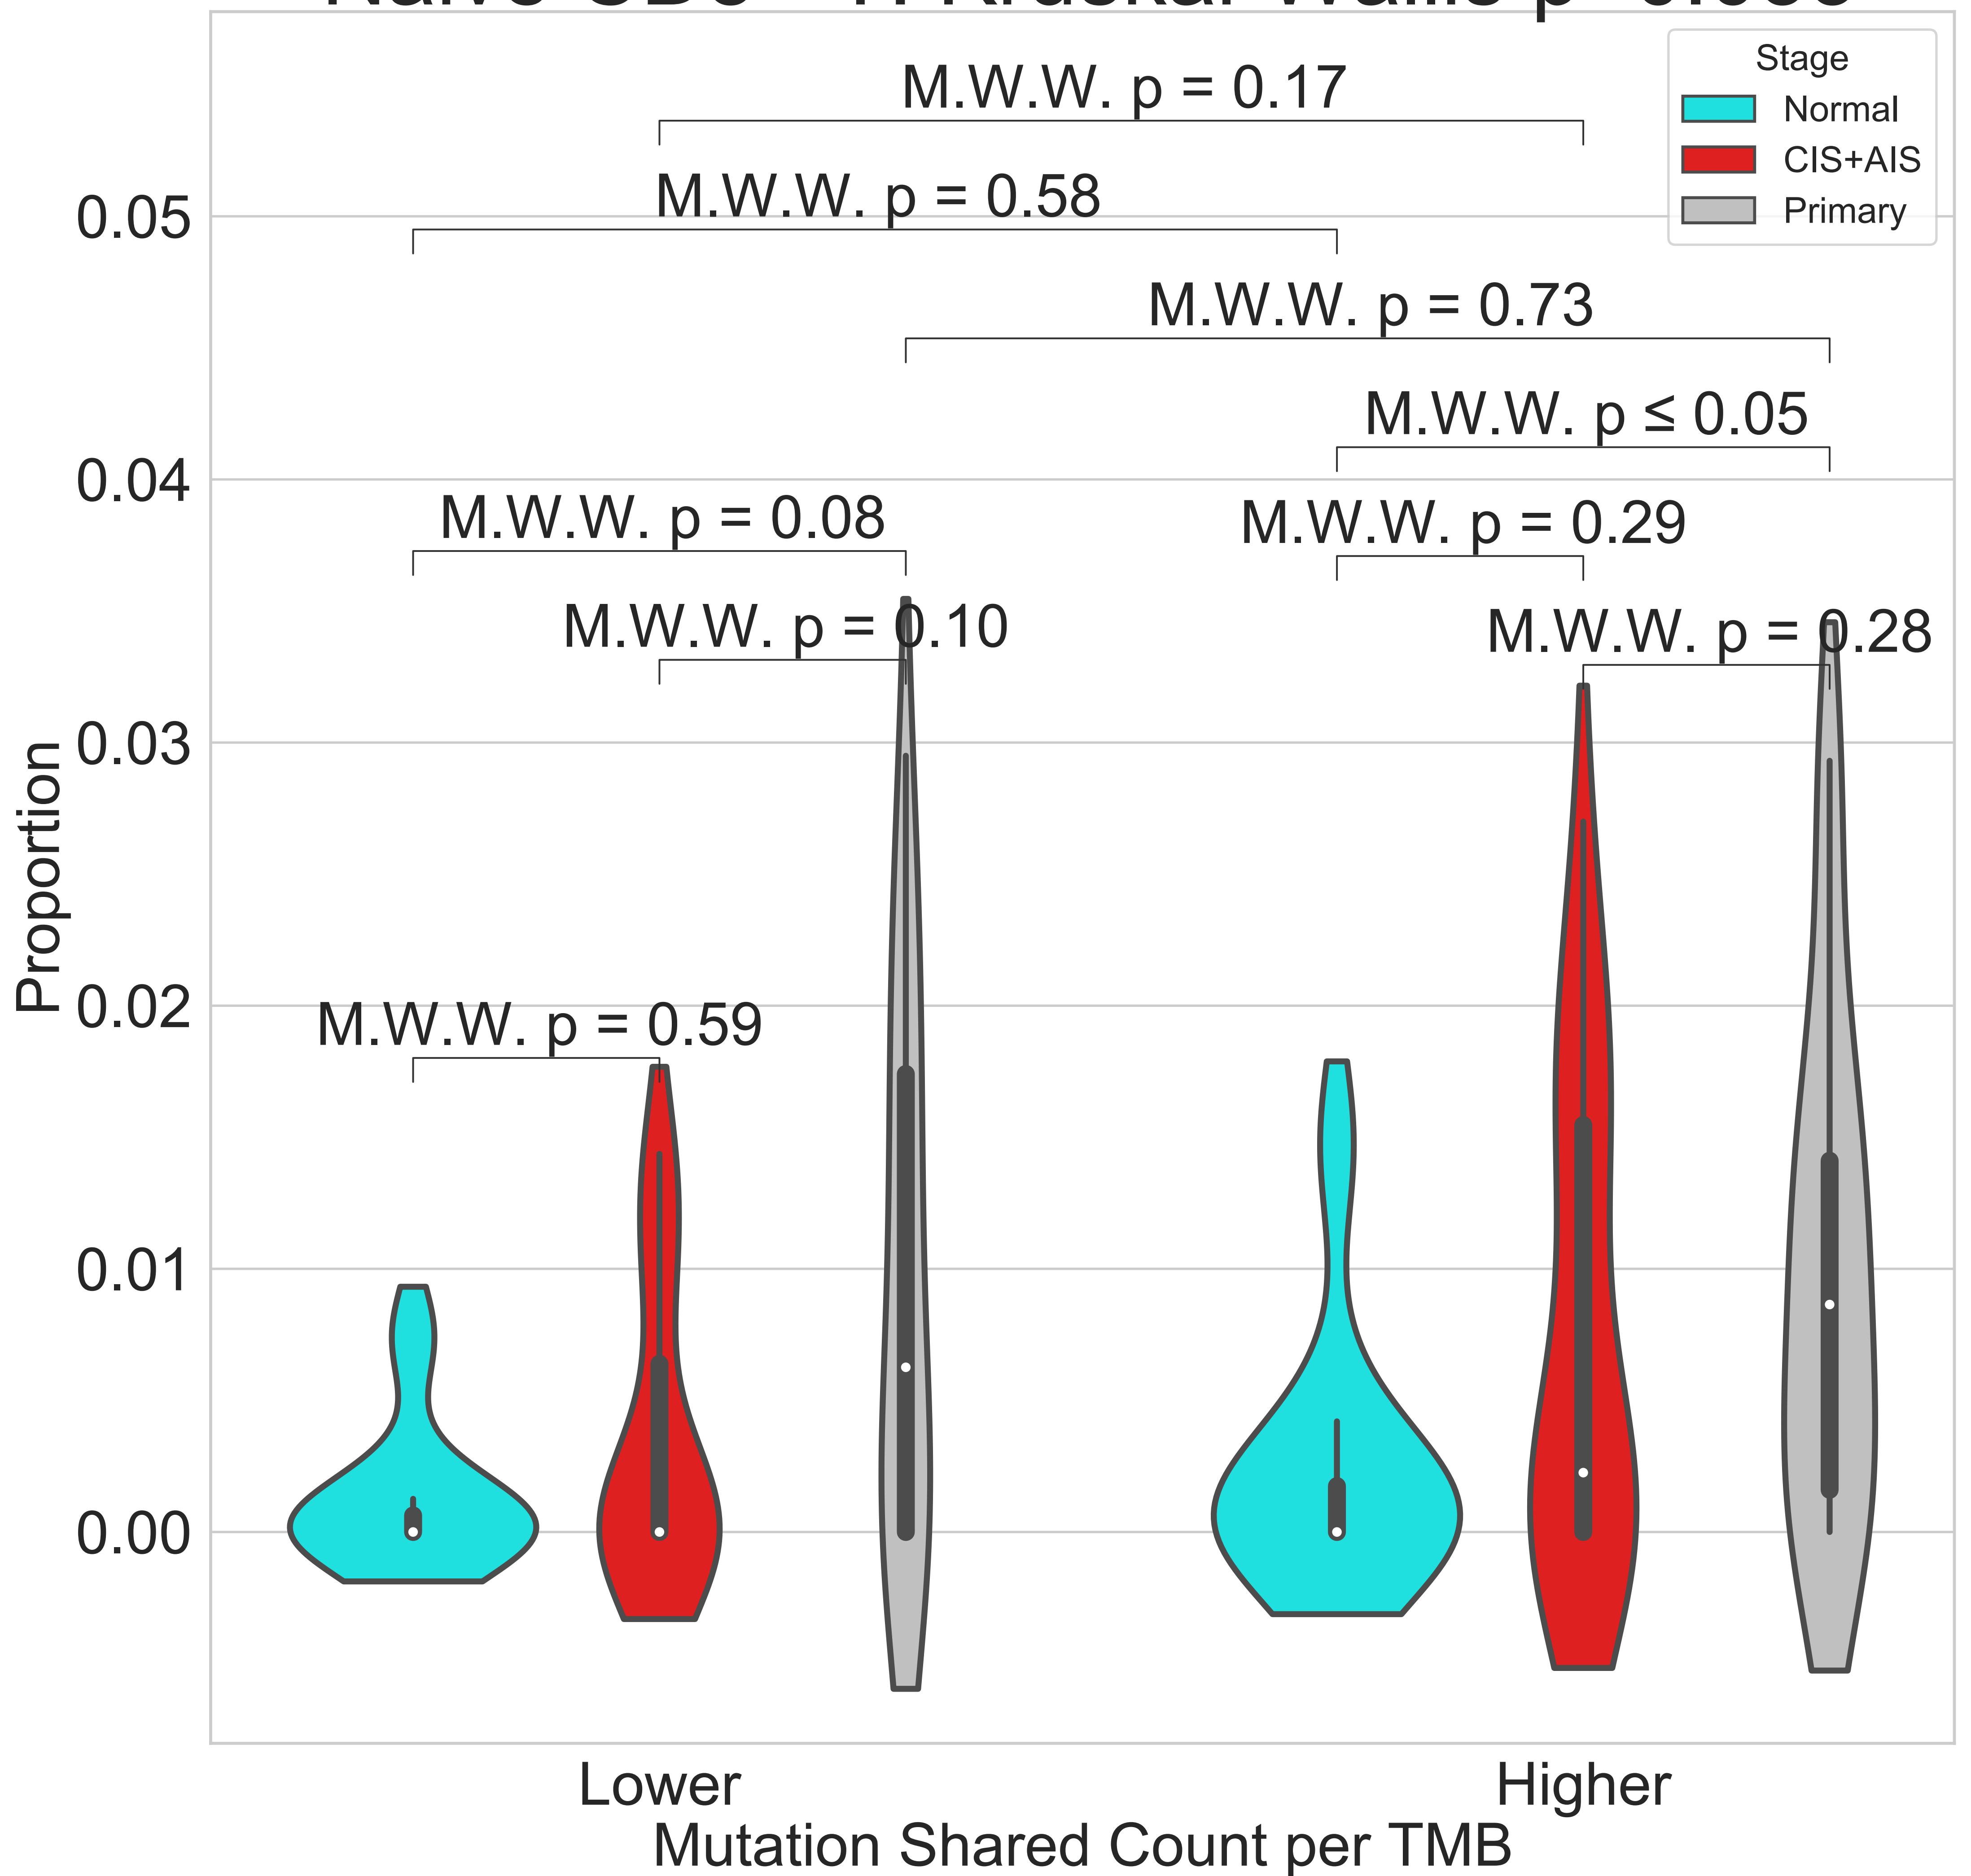 M.W.W. p = 0.17
M.W.W. p = 0.58
M.W.W. p = 0.73
M.W.W. p ≤ 0.05
M.W.W. p = 0.08
M.W.W. p = 0.29
M.W.W. p = 0.10
M.W.W. p = 0.28
M.W.W. p = 0.59
Stage
Normal
CIS+AIS
Primary
0.05
0.04
0.03
0.02
0.01
0.00
Proportion
Lower
Higher
Mutation Shared Count per TMB